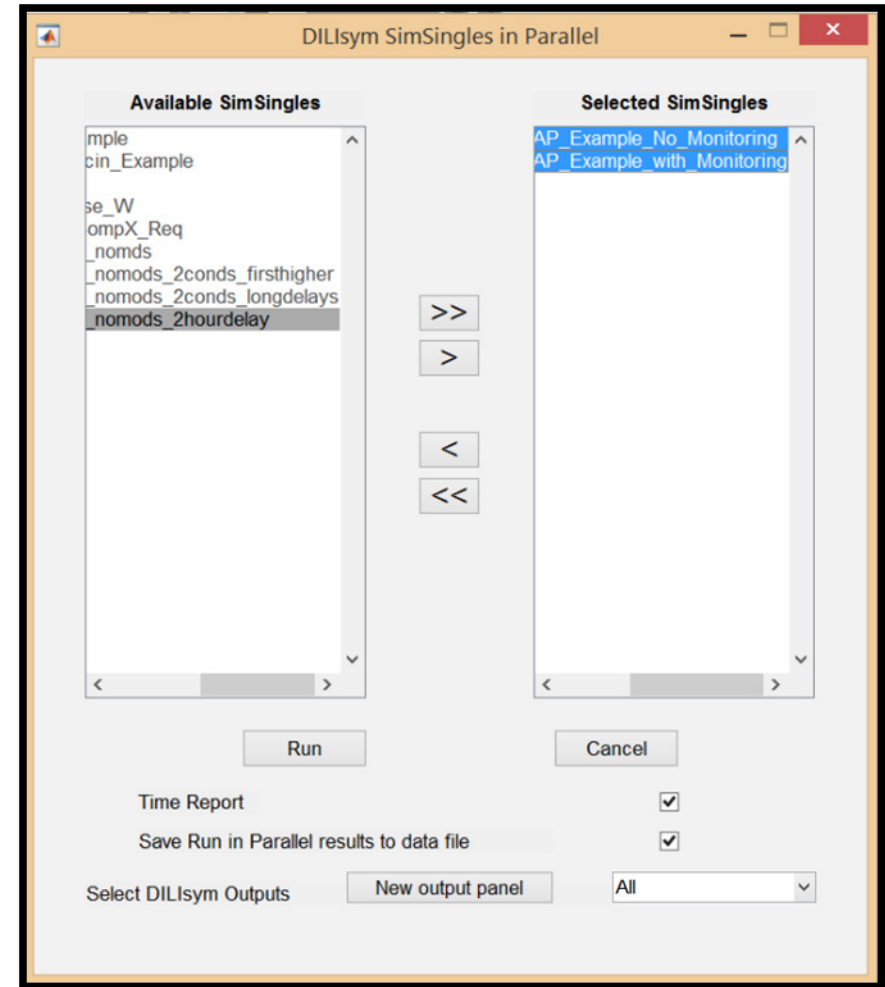 DILIsym SimSingles in Parallel
Available SimSingles
mple
cin_Example
se_W
ompX_Req
_nomds
_nomods_2conds_firsthigher
_nomods_2conds_longdelays
_nomods_2hourdelay
>>
>
<
<<
Selected SimSingles
AP_Example_No_Monitoring
AP_Example_with_Monitoring
Run
Cancel
Time Report
Save Run in Parallel results to data file
Select DILIsym Outputs
New output panel
All